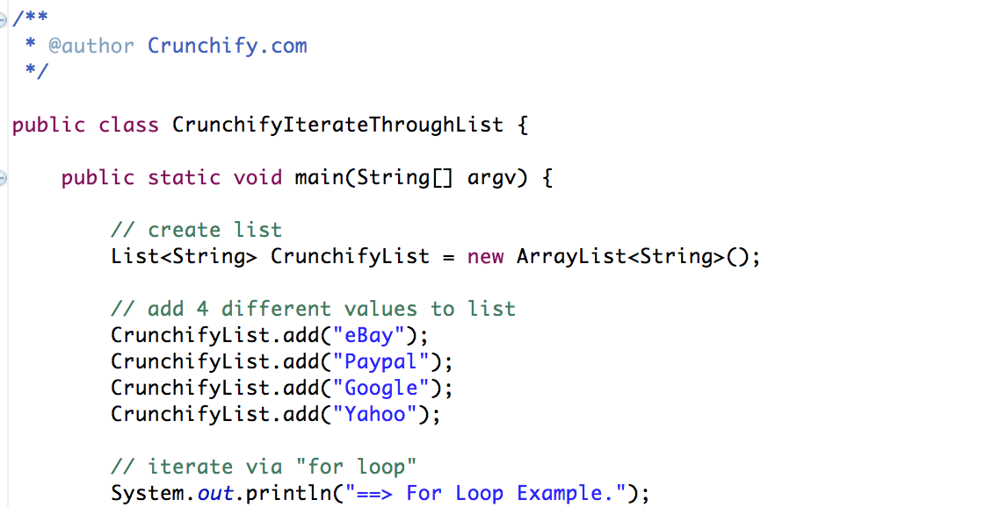 /**
 * @author Crunchify.com
 */
public class CrunchifyIterateThroughList {
    public static void main(String[] argv) {
        // create list
        List<String> CrunchifyList = new ArrayList<String>();
        // add 4 different values to list
        CrunchifyList.add("eBay");
        CrunchifyList.add("Paypal");
        CrunchifyList.add("Google");
        CrunchifyList.add("Yahoo");
        // iterate via "for loop"
        System.out.println("==> For Loop Example.");